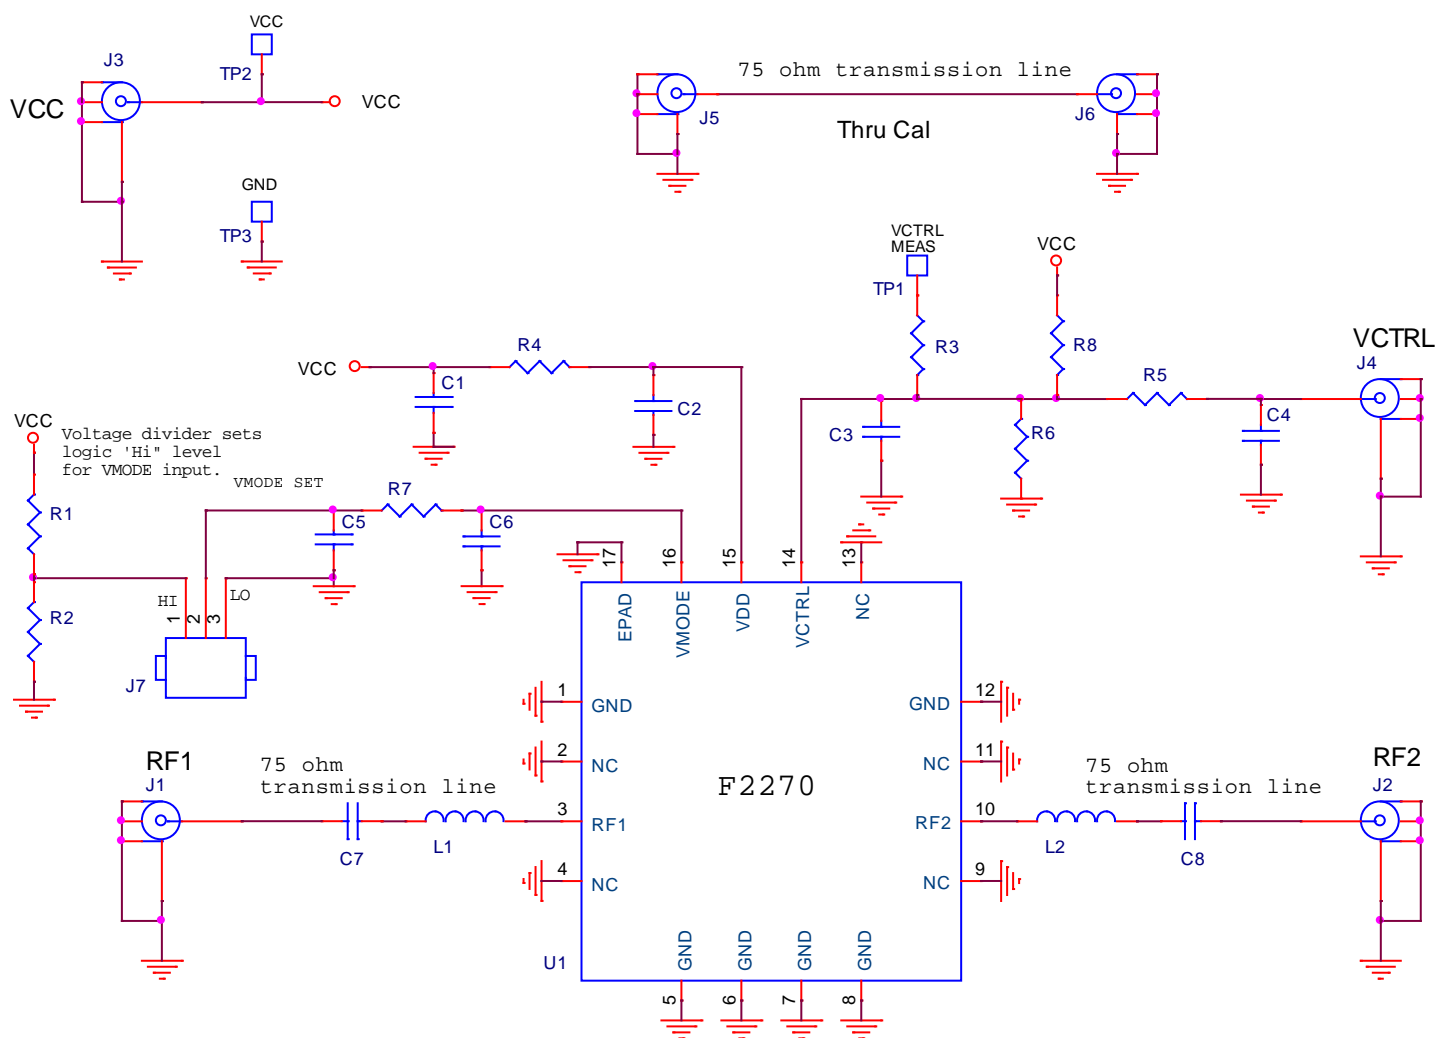 VCC
J3
TP2
VCC
VCC
75 ohm transmission line
J5
J6
Thru Cal
GND
TP3
VCTRL
MEAS
TP1
VCC
R3
R8
VCTRL
J4
R5
VCC
R4
C1
C2
C3
R6
C4
VCC
Voltage divider sets
logic 'Hi" level
for VMODE input.
VMODE SET
R7
R1
C5
C6
17
16
15
14
13
HI
LO
1
2
3
R2
J7
EPAD
VMODE
VDD
VCTRL
NC
1
GND
12
GND
2
NC
11
NC
RF1
J1
75 ohm
transmission line
F2270
75 ohm
transmission line
RF2
J2
3
RF1
10
RF2
C7
L1
L2
C8
4
NC
9
NC
GND
GND
GND
GND
U1
5
6
7
8